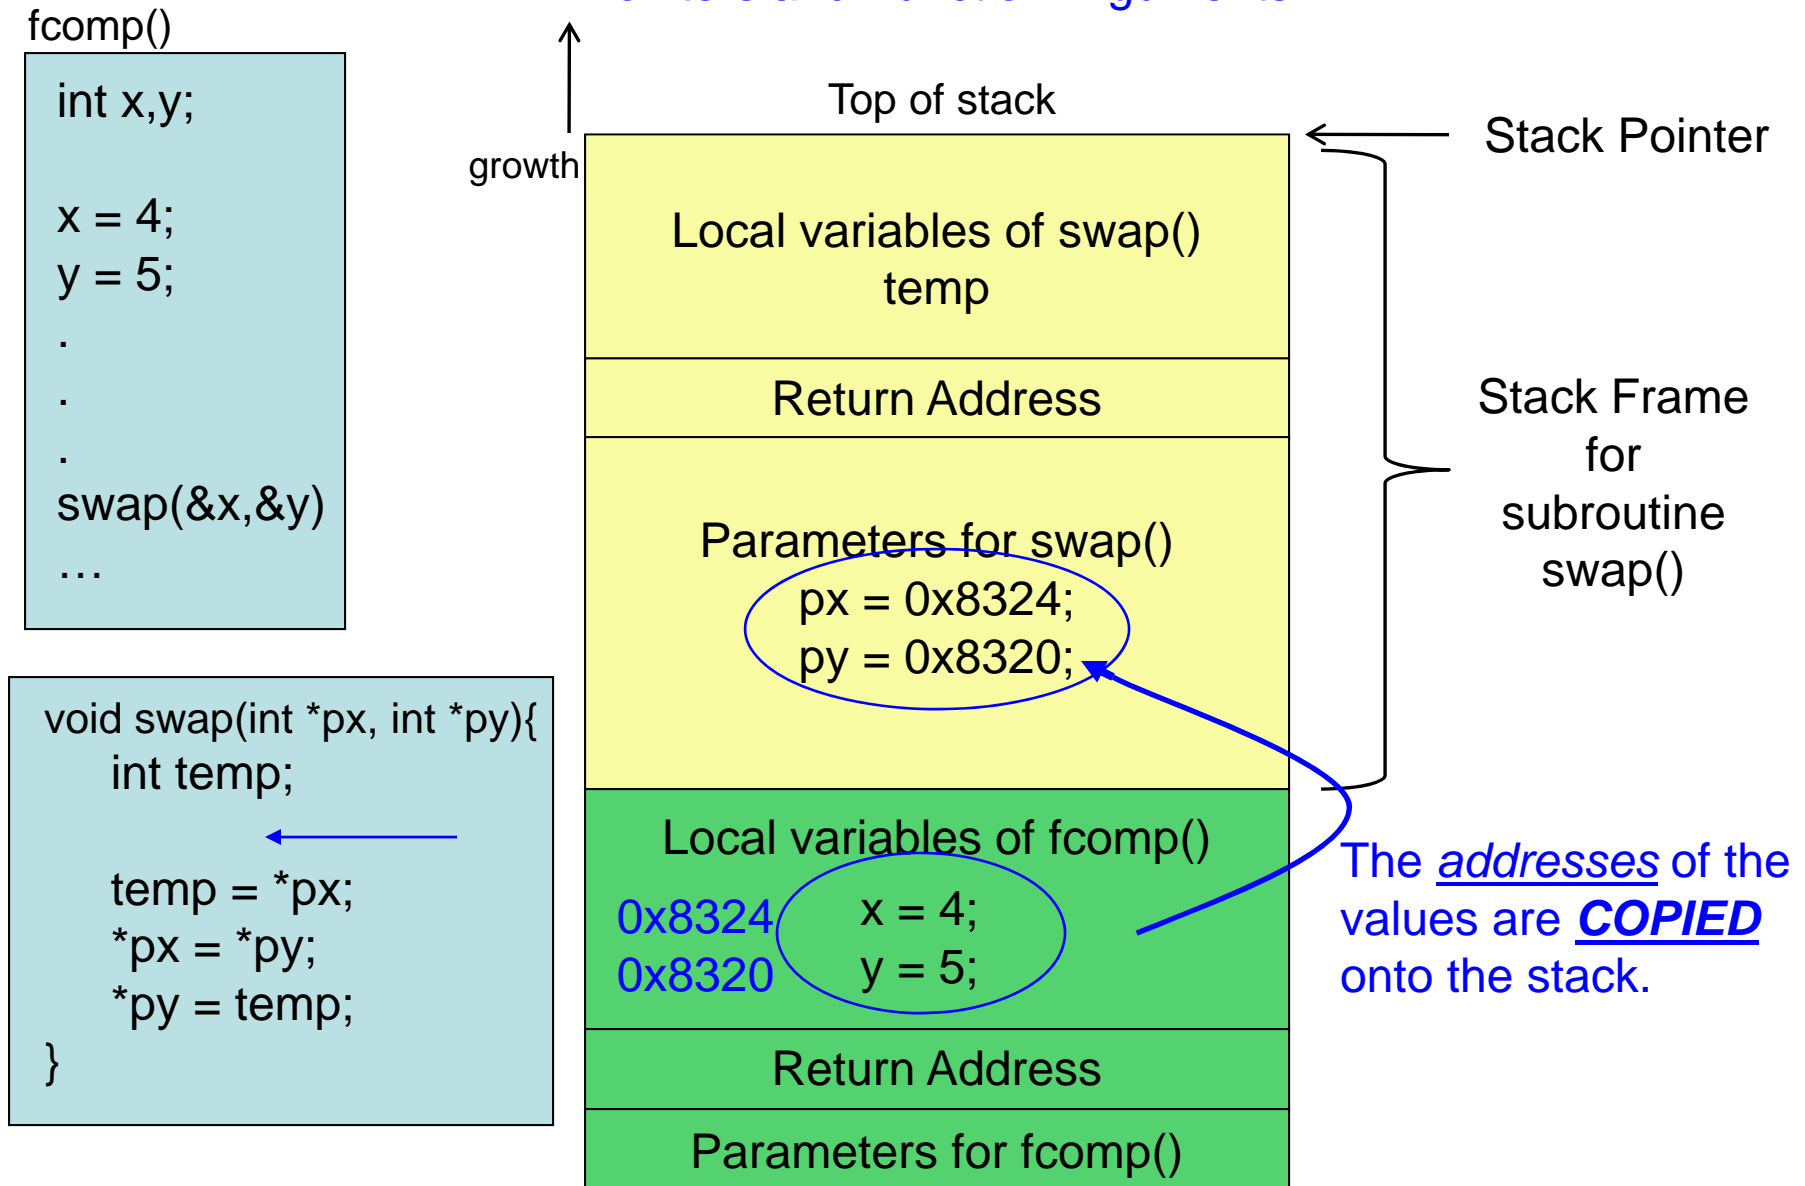 fcomp()
int x,y;
x = 4;
y = 5;
.
.
.
swap(&x,&y)
…
void swap(int *px, int *py){
int temp;
temp = *px;
*px = *py;
*py = temp;
}
growth
Top of stack
Local variables of swap()
temp
Return Address
Parameters for swap()
px = 0x8324;
py = 0x8320;
Local variables of fcomp()
0x8324 x = 4;
0x8320 y = 5;
Return Address
Parameters for fcomp()
Stack Pointer
Stack Frame
for
subroutine
swap()
The addresses of the
values are COPIED
onto the stack.